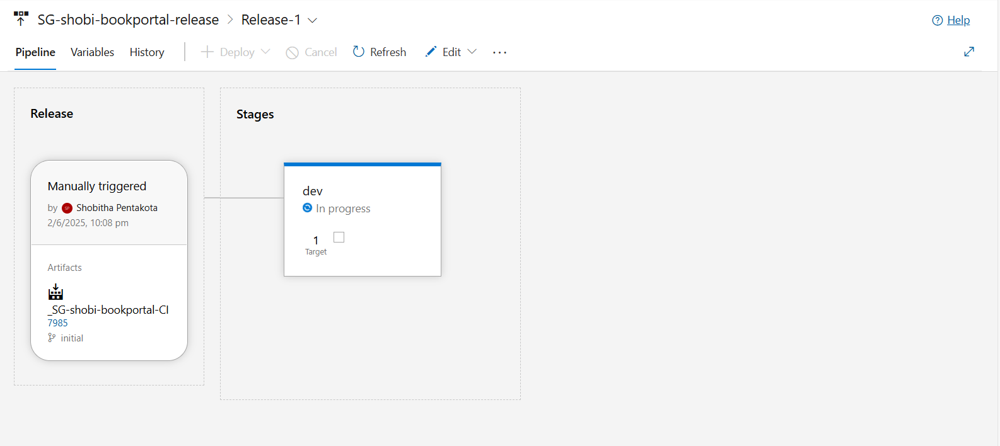 SG-shobi-bookportal-release > Release-1
Help
Pipeline Variables History Deploy Cancel Refresh Edit ...
Release
Stages
Manually triggered
by SP Shobitha Pentakota
2/6/2025, 10:08 pm
Artifacts
_SG-shobi-bookportal-CI
7985
initial
dev
In progress
1
Target